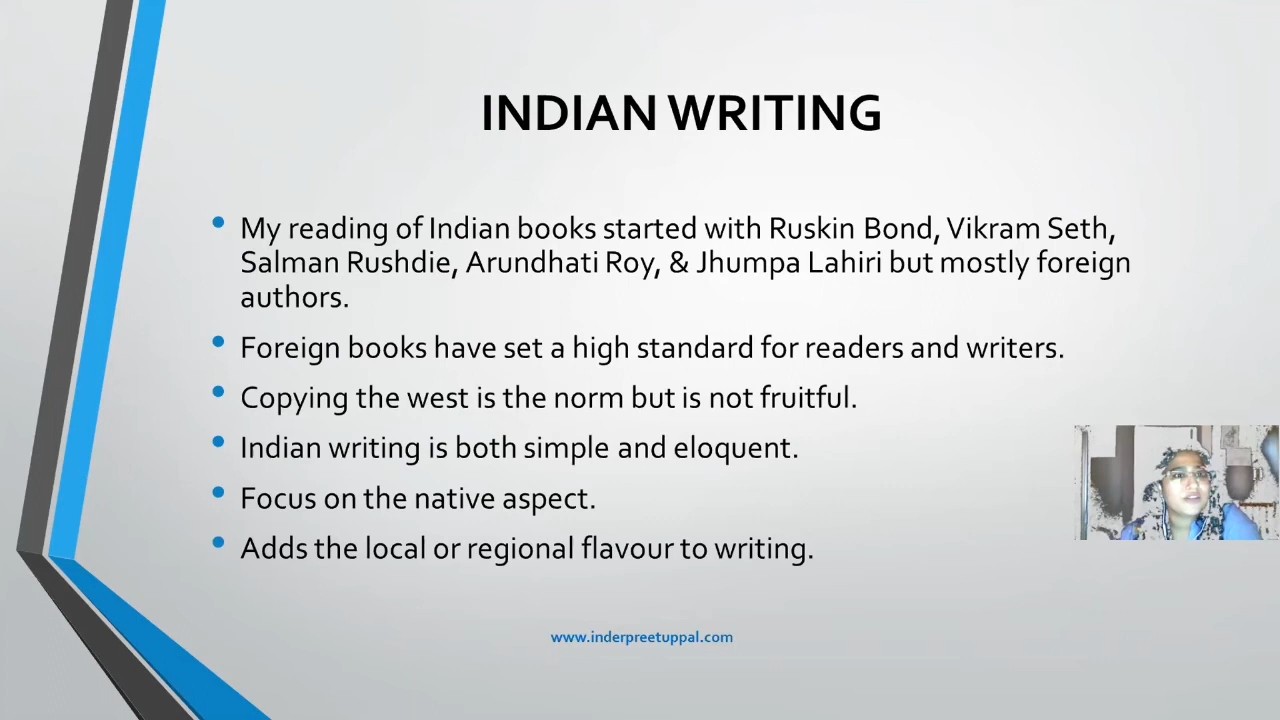 INDIAN WRITING
• My reading of Indian books started with Ruskin Bond, Vikram Seth,
Salman Rushdie, Arundhati Roy, & Jhumpa Lahiri but mostly foreign
authors.
• Foreign books have set a high standard for readers and writers.
• Copying the west is the norm but is not fruitful.
• Indian writing is both simple and eloquent.
• Focus on the native aspect.
• Adds the local or regional flavour to writing.
www.inderpreetuppal.com